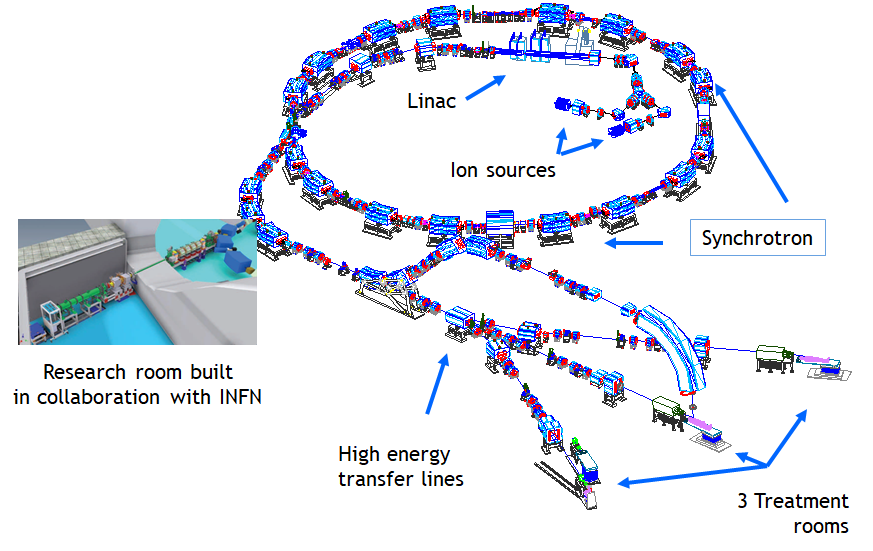 Linac
Ion sources
Synchrotron
Research room built
in collaboration with INFN
High energy
transfer lines
3 Treatment
rooms